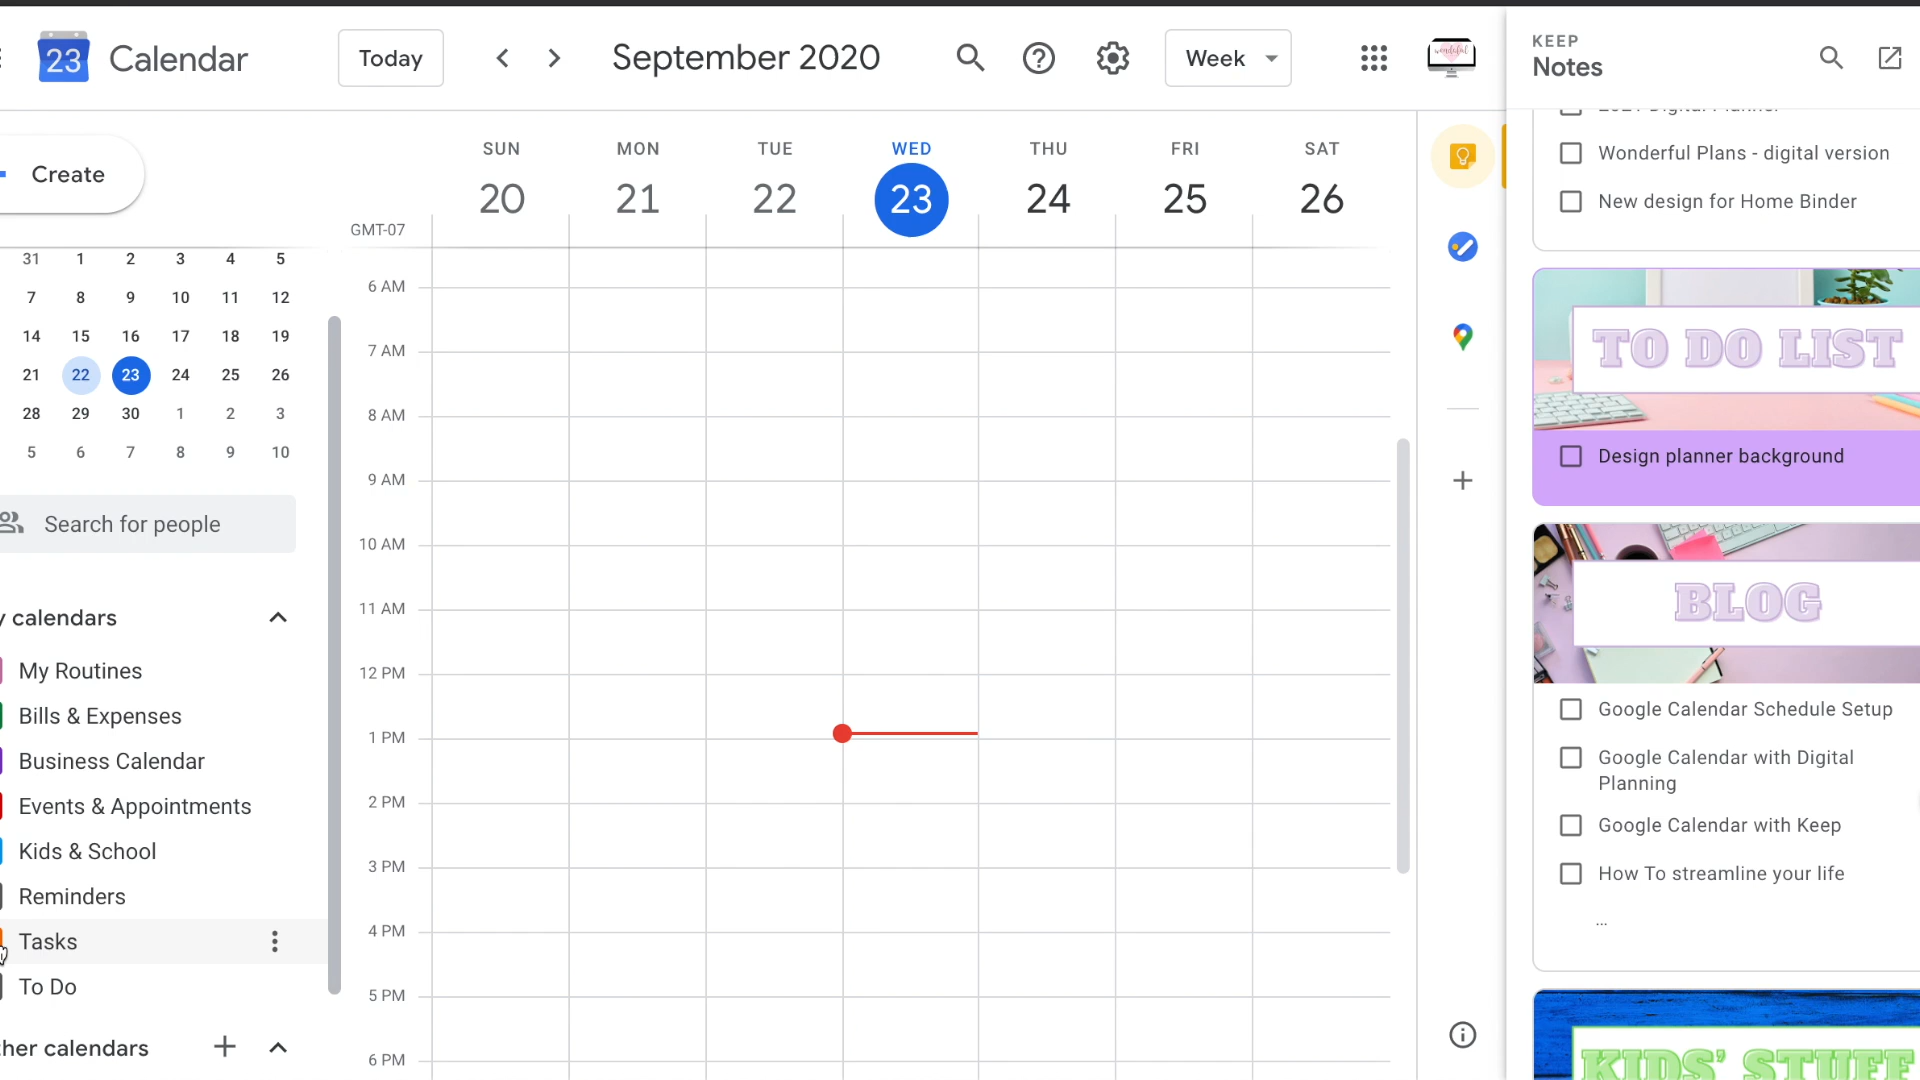 23 Calendar Today September 2020 Week
KEEP
Notes
Create
SUN MON TUE WED THU FRI SAT
20 21 22 23 24 25 26
GMT-07
31 1 2 3 4 5
7 8 9 10 11 12
14 15 16 17 18 19
21 22 23 24 25 26
28 29 30 1 2 3
5 6 7 8 9 10
Search for people
calendars
My Routines
Bills & Expenses
Business Calendar
Events & Appointments
Kids & School
Reminders
Tasks
To Do
her calendars
6 AM
7 AM
8 AM
9 AM
10 AM
11 AM
12 PM
1 PM
2 PM
3 PM
4 PM
5 PM
6 PM
Wonderful Plans - digital version
New design for Home Binder
TO DO LIST
Design planner background
BLOG
Google Calendar Schedule Setup
Google Calendar with Digital
Planning
Google Calendar with Keep
How To streamline your life
...
KIDS' STUFF